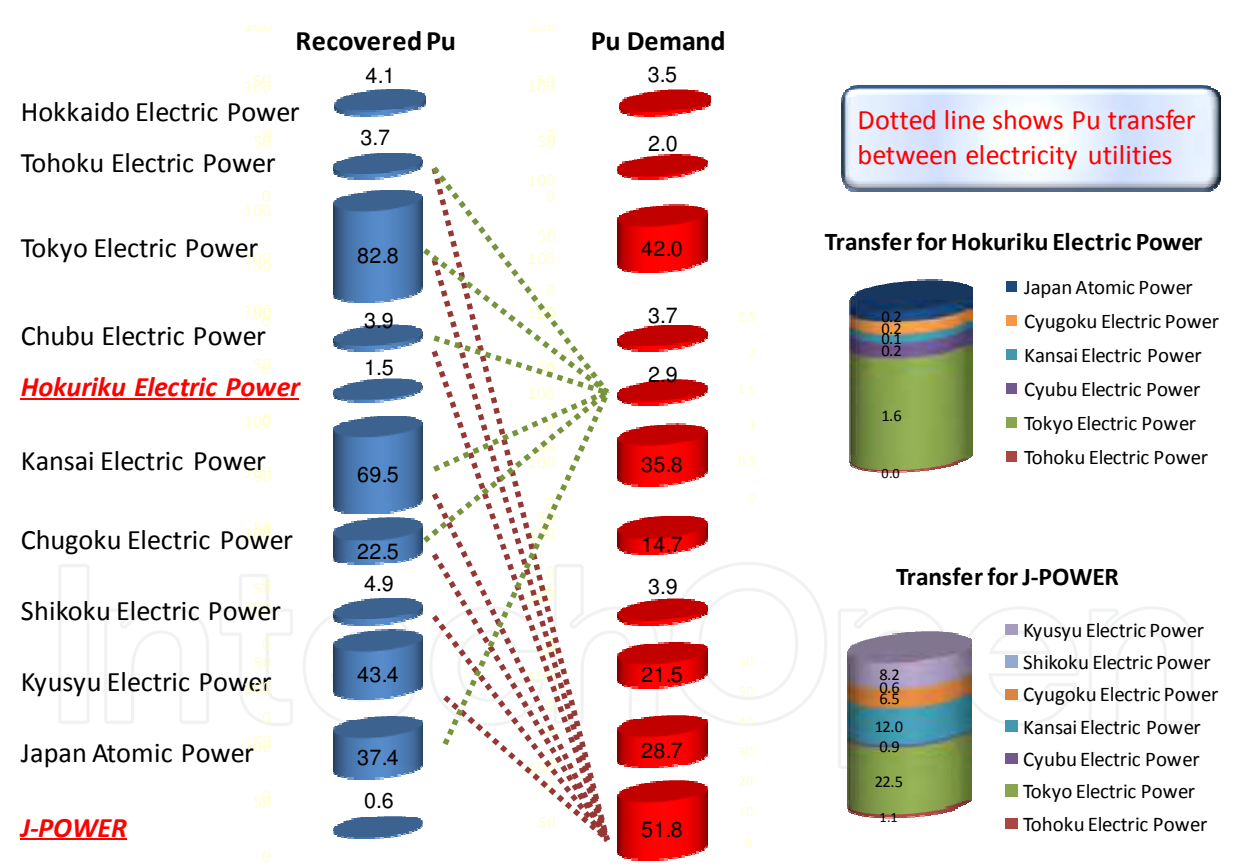 Recovered Pu
Pu Demand
4.1
3.5
Hokkaido Electric Power
3.7
2.0
Tohoku Electric Power
Dotted line shows Pu transfer
between electricity utilities
Tokyo Electric Power
82.8
42.0
Chubu Electric Power
3.9
3.7
Hokuriku Electric Power
1.5
2.9
Kansai Electric Power
69.5
35.8
Chugoku Electric Power
22.5
14.7
Shikoku Electric Power
4.9
3.9
Kyusyu Electric Power
43.4
21.5
Japan Atomic Power
37.4
28.7
J-POWER
0.6
51.8
Transfer for Hokuriku Electric Power
0.2
0.2
0.1
0.2
1.6
0.0
Japan Atomic Power
Cyugoku Electric Power
Kansai Electric Power
Cyubu Electric Power
Tokyo Electric Power
Tohoku Electric Power
Transfer for J-POWER
8.2
0.6
6.5
12.0
0.9
22.5
1.1
Kyusyu Electric Power
Shikoku Electric Power
Cyugoku Electric Power
Kansai Electric Power
Cyubu Electric Power
Tokyo Electric Power
Tohoku Electric Power
IntechOpen